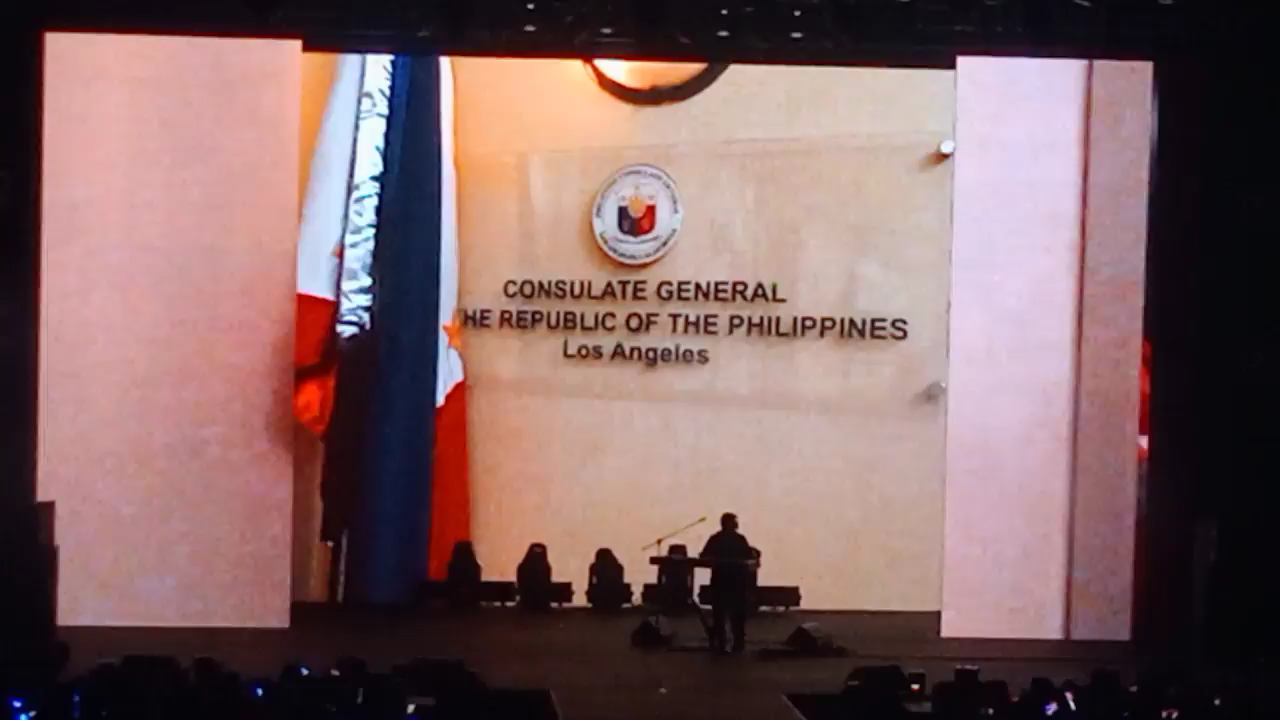 CONSULATE GENERAL
HE REPUBLIC OF THE PHILIPPINES
Los Angeles